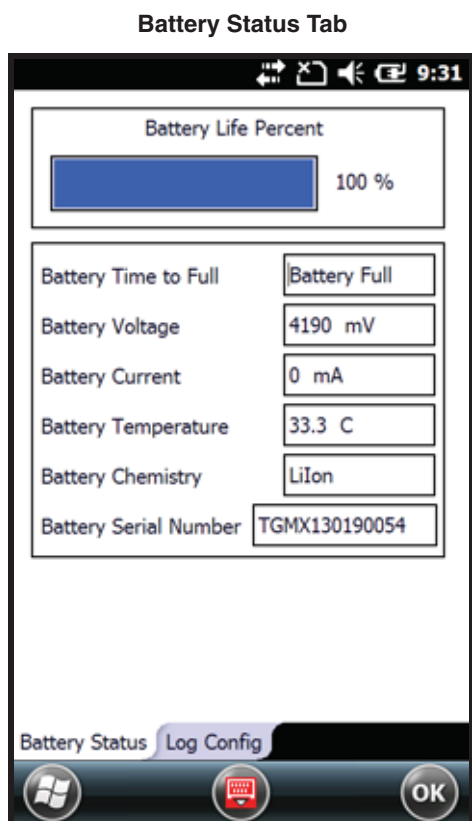 Battery Status Tab
9:31
Battery Life Percent
100 %
Battery Time to Full Battery Full
Battery Voltage 4190 mV
Battery Current 0 mA
Battery Temperature 33.3 C
Battery Chemistry LiIon
Battery Serial Number TGMX130190054
Battery Status Log Config
OK